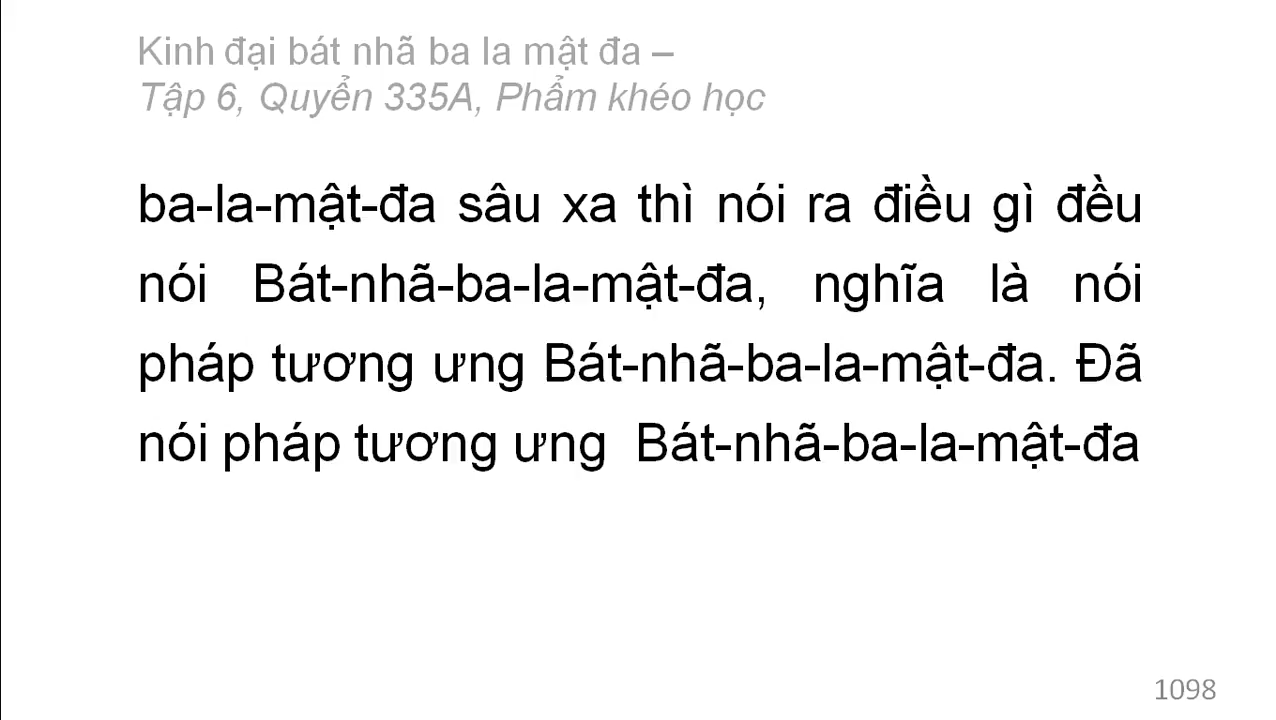 Kinh đại bát nhã ba la mật đa –
Tập 6, Quyển 335A, Phẩm khéo học
ba-la-mật-đa sâu xa thì nói ra điều gì đều
nói Bát-nhã-ba-la-mật-đa, nghĩa là nói
pháp tương ưng Bát-nhã-ba-la-mật-đa. Đã
nói pháp tương ưng Bát-nhã-ba-la-mật-đa
1098